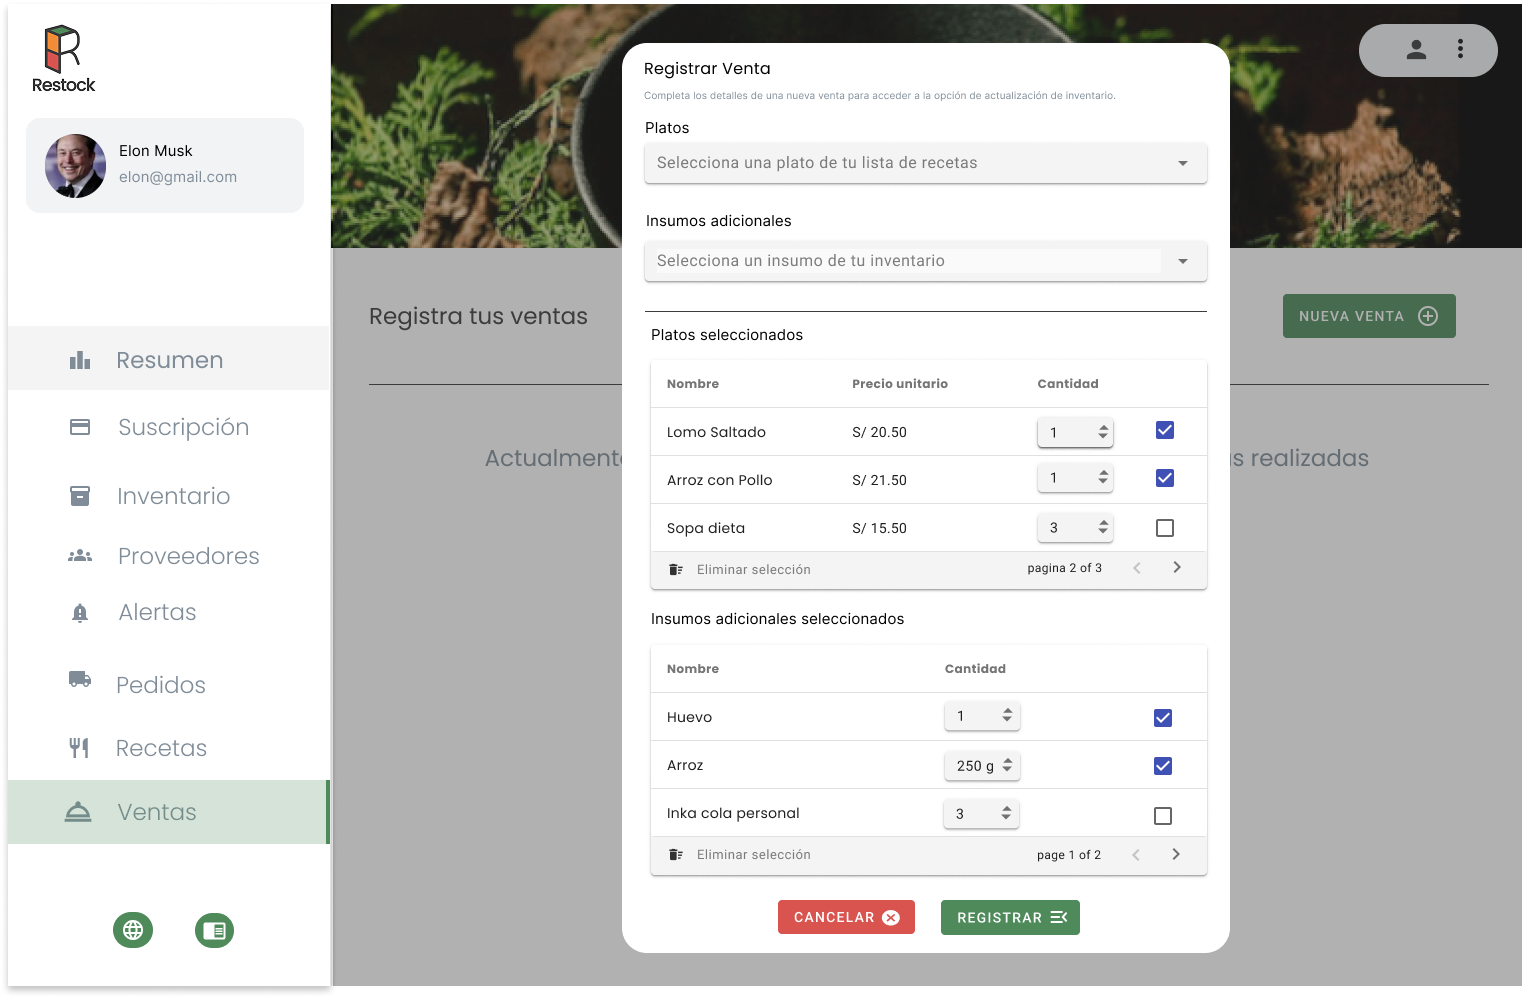 Restock
Elon Musk
elon@gmail.com
Resumen
Suscripción
Inventario
Proveedores
Alertas
Pedidos
Recetas
Ventas
Registra tus ventas
NUEVA VENTA
Actualment
s realizadas
Registrar Venta
Completa los detalles de una nueva venta para acceder a la opción de actualización de inventario.
Platos
Selecciona una plato de tu lista de recetas
Insumos adicionales
Selecciona un insumo de tu inventario
Platos seleccionados
Nombre Precio unitario Cantidad
Lomo Saltado S/ 20.50 1
Arroz con Pollo S/ 21.50 1
Sopa dieta S/ 15.50 3
Eliminar selección pagina 2 of 3
Insumos adicionales seleccionados
Nombre Cantidad
Huevo 1
Arroz 250 g
Inka cola personal 3
Eliminar selección page 1 of 2
CANCELAR REGISTRAR